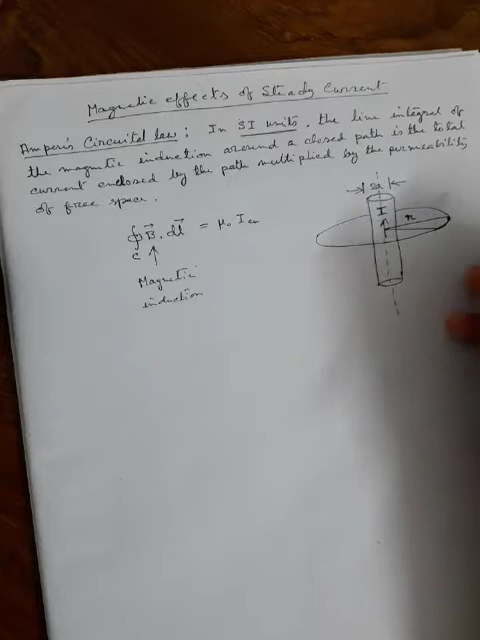 Magnetic effects of Steady Current
Ampere's Circuital law: In SI units, the line integral of
the magnetic induction around a closed path is the total
current enclosed by the path multiplied by the permeability
of free space.
∮ B⃗ . dl⃗ = μ₀ I en
C
Magnetic
induction
2a
I
r